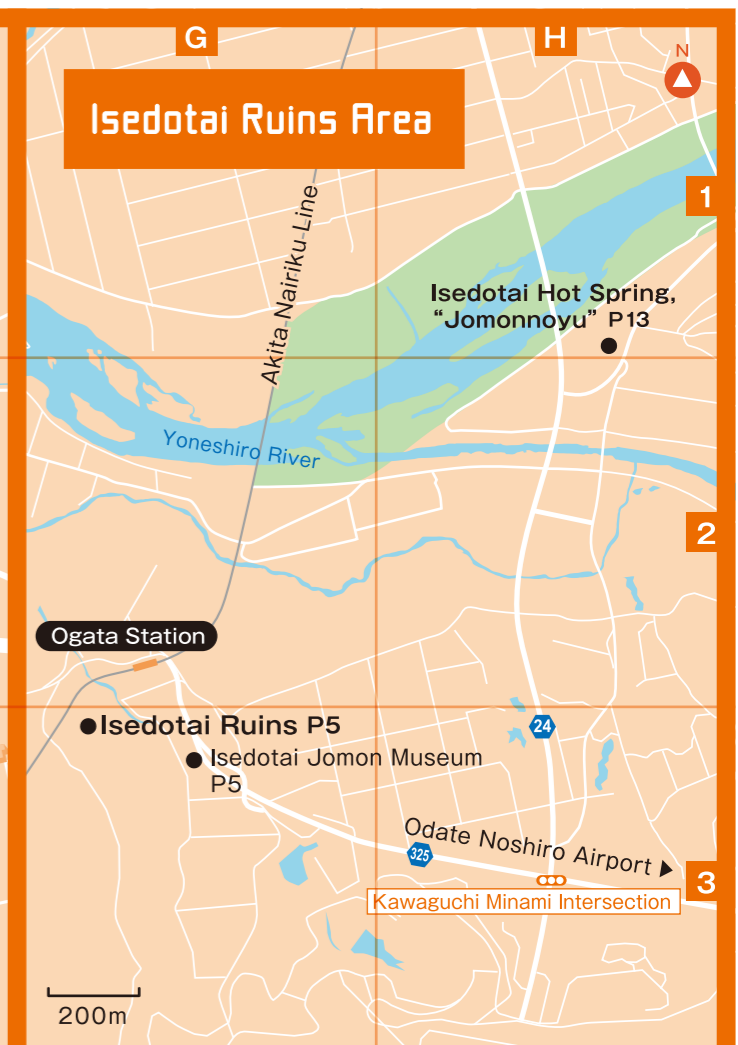 G
H
N
Isedotai Ruins Area
1
Akita Nairiku Line
Isedotai Hot Spring,
“Jomonnoyu” P13
Yoneshiro River
2
Ogata Station
Isedotai Ruins P5
24
Isedotai Jomon Museum
P5
Odate Noshiro Airport ▶
325
3
Kawaguchi Minami Intersection
200m